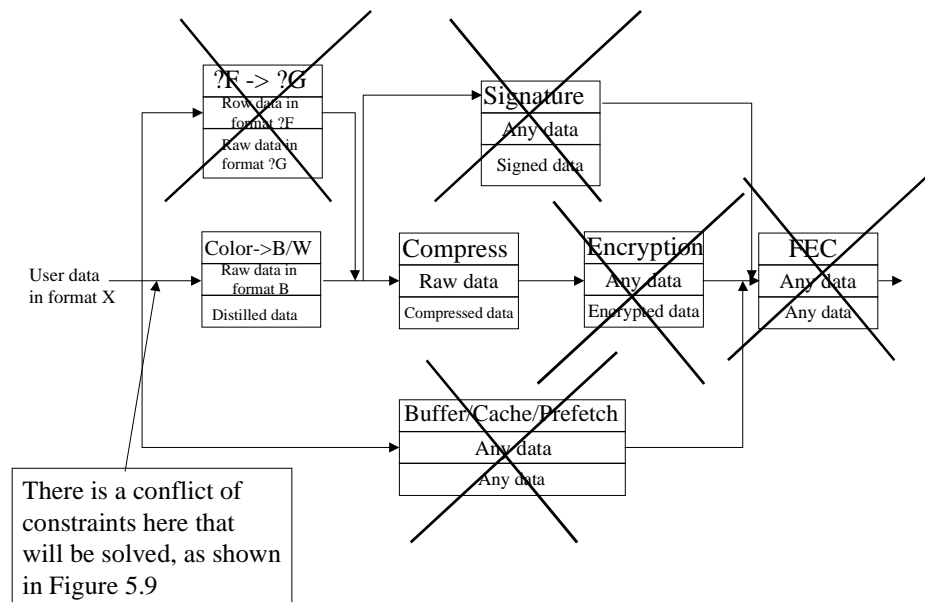 ?F -> ?G
Row data in
format ?F
Raw data in
format ?G
Signature
Any data
Signed data
User data
in format X
Color->B/W
Raw data in
format B
Distilled data
Compress
Raw data
Compressed data
Encryption
Any data
Encrypted data
FEC
Any data
Any data
Buffer/Cache/Prefetch
Any data
Any data
There is a conflict of
constraints here that
will be solved, as shown
in Figure 5.9